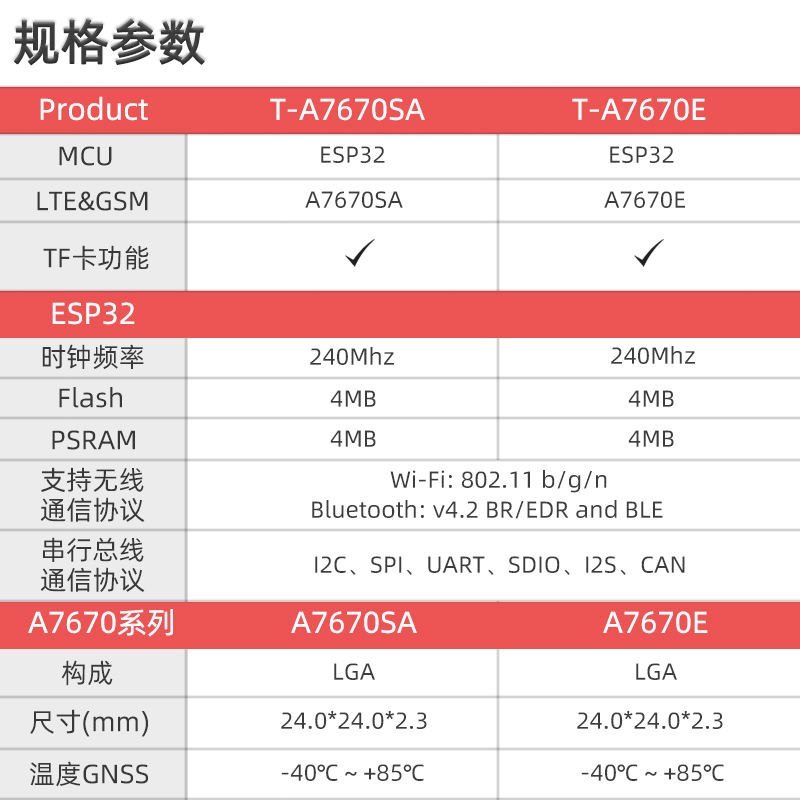 规格参数
Product T-A7670SA T-A7670E
MCU ESP32 ESP32
LTE&GSM A7670SA A7670E
TF卡功能 ✓ ✓
ESP32
时钟频率 240Mhz 240Mhz
Flash 4MB 4MB
PSRAM 4MB 4MB
支持无线
通信协议
Wi-Fi: 802.11 b/g/n
Bluetooth: v4.2 BR/EDR and BLE
串行总线
通信协议
I2C、SPI、UART、SDIO、I2S、CAN
A7670系列 A7670SA A7670E
构成 LGA LGA
尺寸(mm) 24.0*24.0*2.3 24.0*24.0*2.3
温度GNSS -40℃ ~ +85℃ -40℃ ~ +85℃